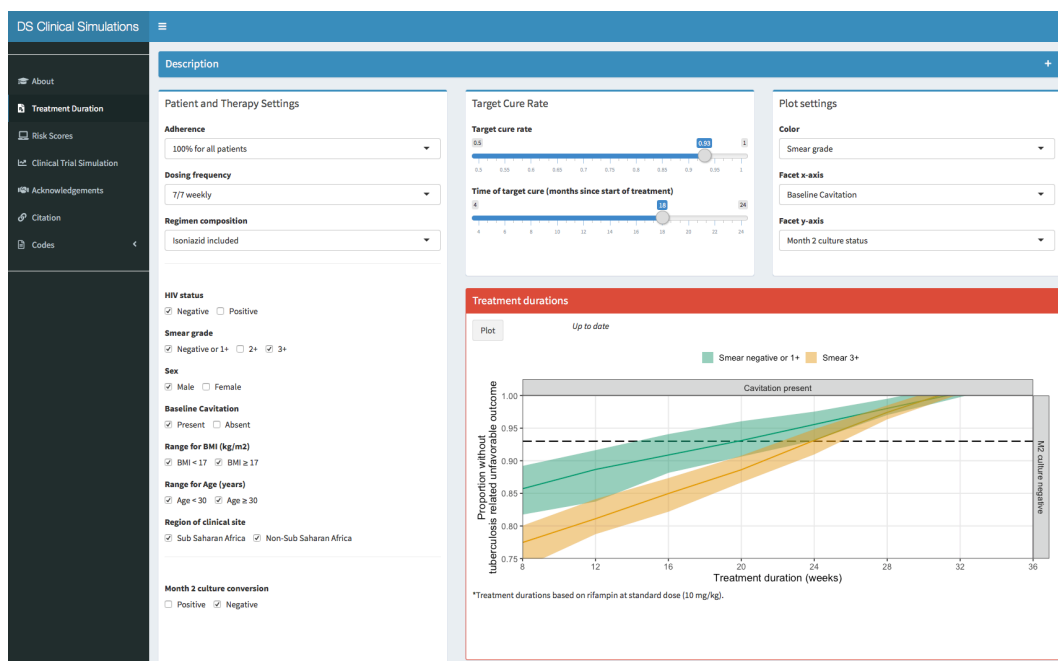 DS Clinical Simulations
About
Treatment Duration
Risk Scores
Clinical Trial Simulation
Acknowledgements
Citation
Codes
Description
Patient and Therapy Settings
Adherence
100% for all patients
Dosing frequency
7/7 weekly
Regimen composition
Isoniazid included
HIV status
Negative Positive
Smear grade
Negative or 1+ 2+ 3+
Sex
Male Female
Baseline Cavitation
Present Absent
Range for BMI (kg/m2)
BMI < 17 BMI ≥ 17
Range for Age (years)
Age < 30 Age ≥ 30
Region of clinical site
Sub Saharan Africa Non-Sub Saharan Africa
Month 2 culture conversion
Positive Negative
Target Cure Rate
Target cure rate
0.5 0.93 1
0.5 0.55 0.6 0.65 0.7 0.75 0.8 0.85 0.9 0.95 1
Time of target cure (months since start of treatment)
4 18 24
4 6 8 10 12 14 16 18 20 22 24
Plot settings
Color
Smear grade
Facet x-axis
Baseline Cavitation
Facet y-axis
Month 2 culture status
Treatment durations
Plot Up to date
Smear negative or 1+ Smear 3+
Cavitation present
Proportion without
tuberculosis related unfavorable outcome
1.00
0.95
0.90
0.85
0.80
0.75
M2 culture negative
8 12 16 20 24 28 32 36
Treatment duration (weeks)
*Treatment durations based on rifampin at standard dose (10 mg/kg).